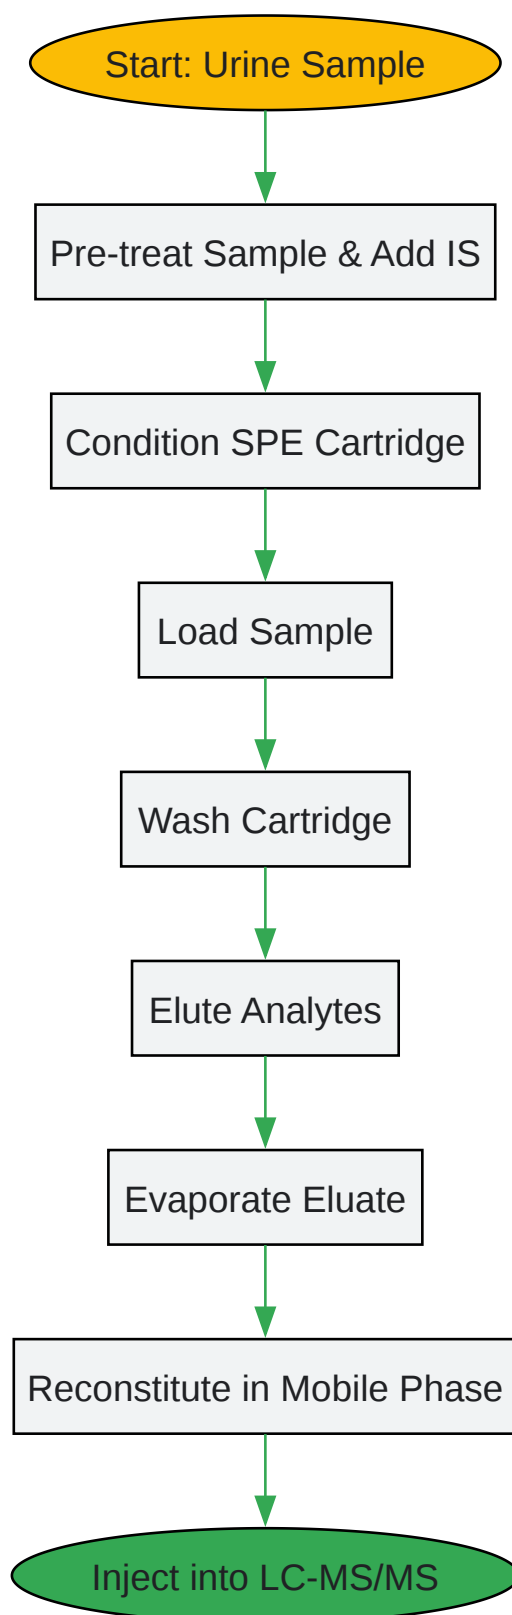 Start: Urine Sample
Pre-treat Sample & Add IS
Condition SPE Cartridge
Load Sample
Wash Cartridge
Elute Analytes
Evaporate Eluate
Reconstitute in Mobile Phase
Inject into LC-MS/MS